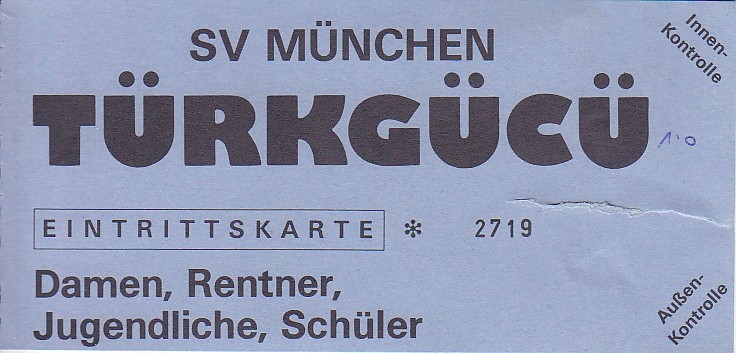 SV MÜNCHEN
TÜRKGÜCÜ
Innen-
Kontrolle
1:0
EINTRITTSKARTE * 2719
Damen, Rentner,
Jugendliche, Schüler
Außen-
Kontrolle